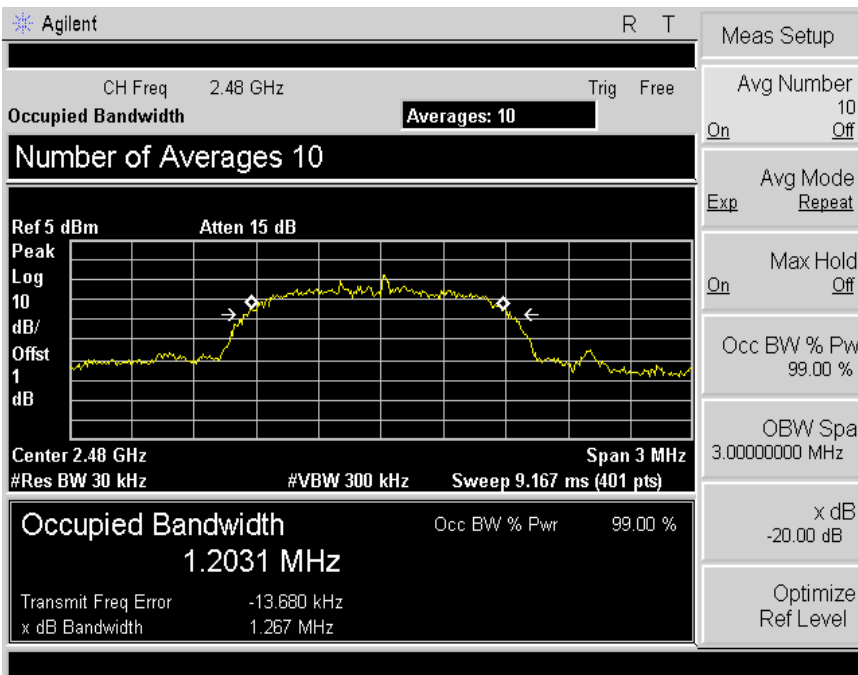 Agilent R T
CH Freq 2.48 GHz Trig Free
Occupied Bandwidth Averages: 10
Number of Averages 10
Ref 5 dBm Atten 15 dB
Peak
Log
10
dB/
Offst
1
dB
Center 2.48 GHz Span 3 MHz
#Res BW 30 kHz #VBW 300 kHz Sweep 9.167 ms (401 pts)
Occupied Bandwidth Occ BW % Pwr 99.00 %
1.2031 MHz
Transmit Freq Error -13.680 kHz
x dB Bandwidth 1.267 MHz
Meas Setup
Avg Number
10
On Off
Avg Mode
Exp Repeat
Max Hold
On Off
Occ BW % Pw
99.00 %
OBW Spa
3.00000000 MHz
x dB
-20.00 dB
Optimize
Ref Level